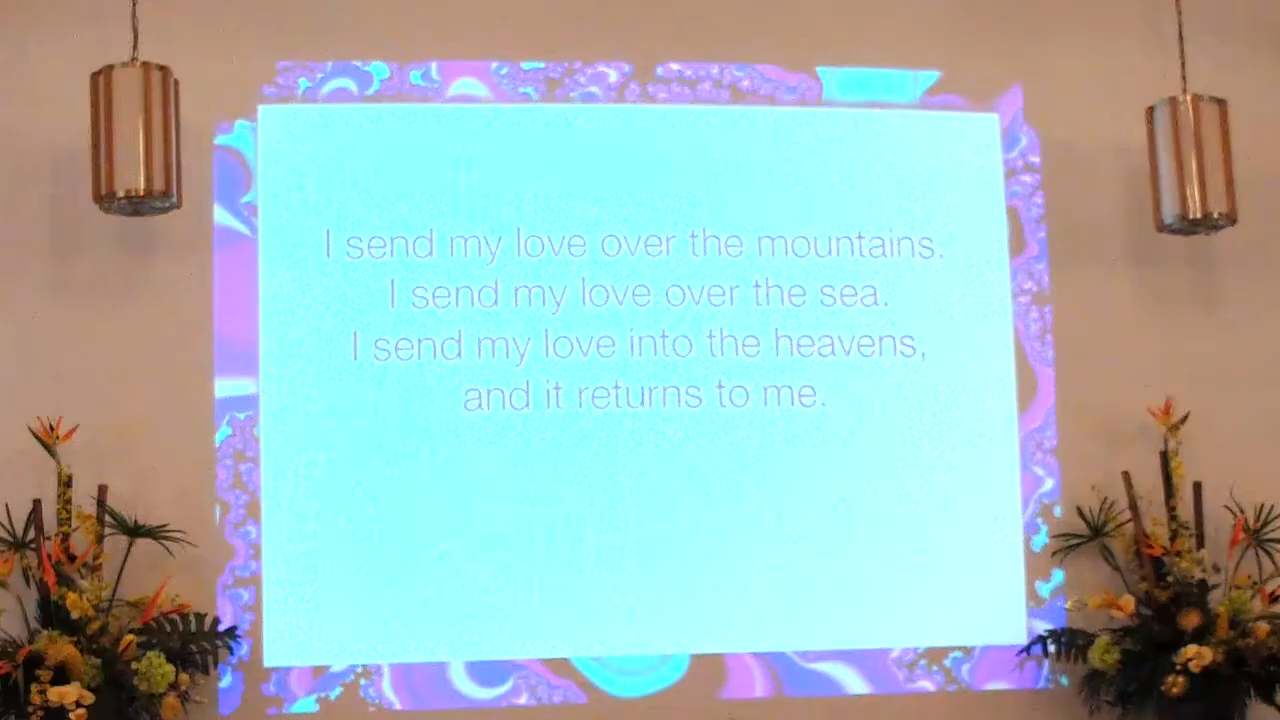 I send my love over the mountains.
I send my love over the sea.
I send my love into the heavens,
and it returns to me.